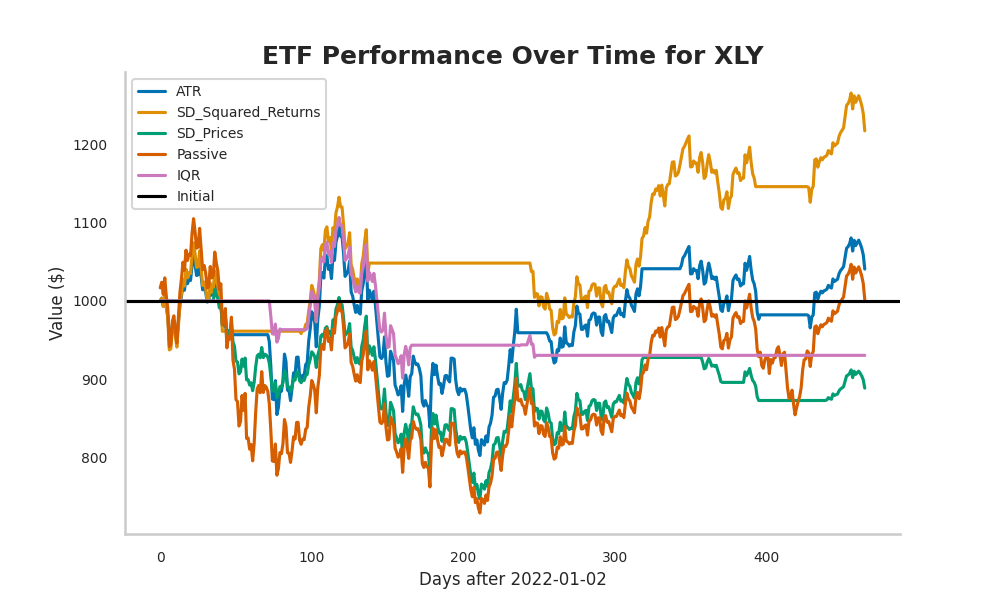 ETF Performance Over Time for XLY
ATR
SD_Squared_Returns
SD_Prices
Passive
IQR
Initial
Value ($)
1200
1100
1000
900
800
0 100 200 300 400
Days after 2022-01-02